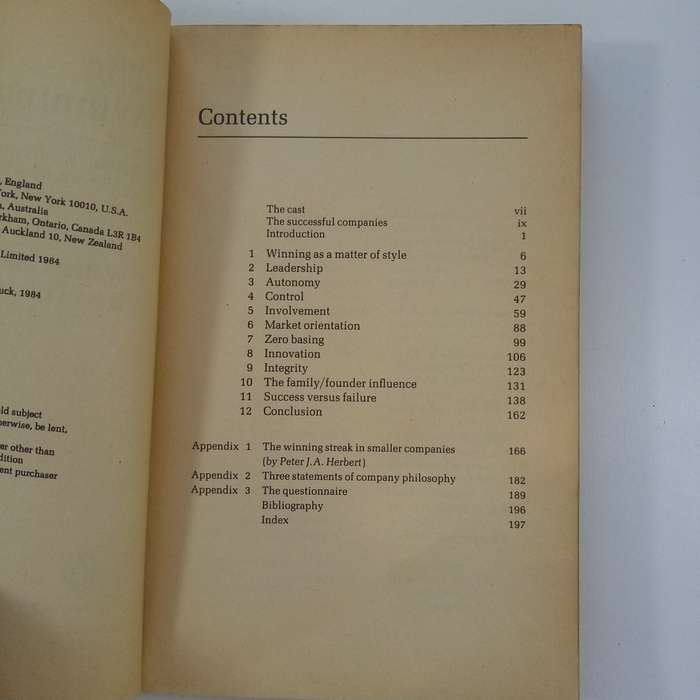 , England
ork, New York 10010, U.S.A.
, Australia
rkham, Ontario, Canada L3R 1B4
Auckland 10, New Zealand
Limited 1984
uck, 1984
ld subject
erwise, be lent,
er other than
dition
ent purchaser
Contents
The cast vii
The successful companies ix
Introduction 1
1 Winning as a matter of style 6
2 Leadership 13
3 Autonomy 29
4 Control 47
5 Involvement 59
6 Market orientation 88
7 Zero basing 99
8 Innovation 106
9 Integrity 123
10 The family/founder influence 131
11 Success versus failure 138
12 Conclusion 162
Appendix 1 The winning streak in smaller companies 166
(by Peter J.A. Herbert)
Appendix 2 Three statements of company philosophy 182
Appendix 3 The questionnaire 189
Bibliography 196
Index 197